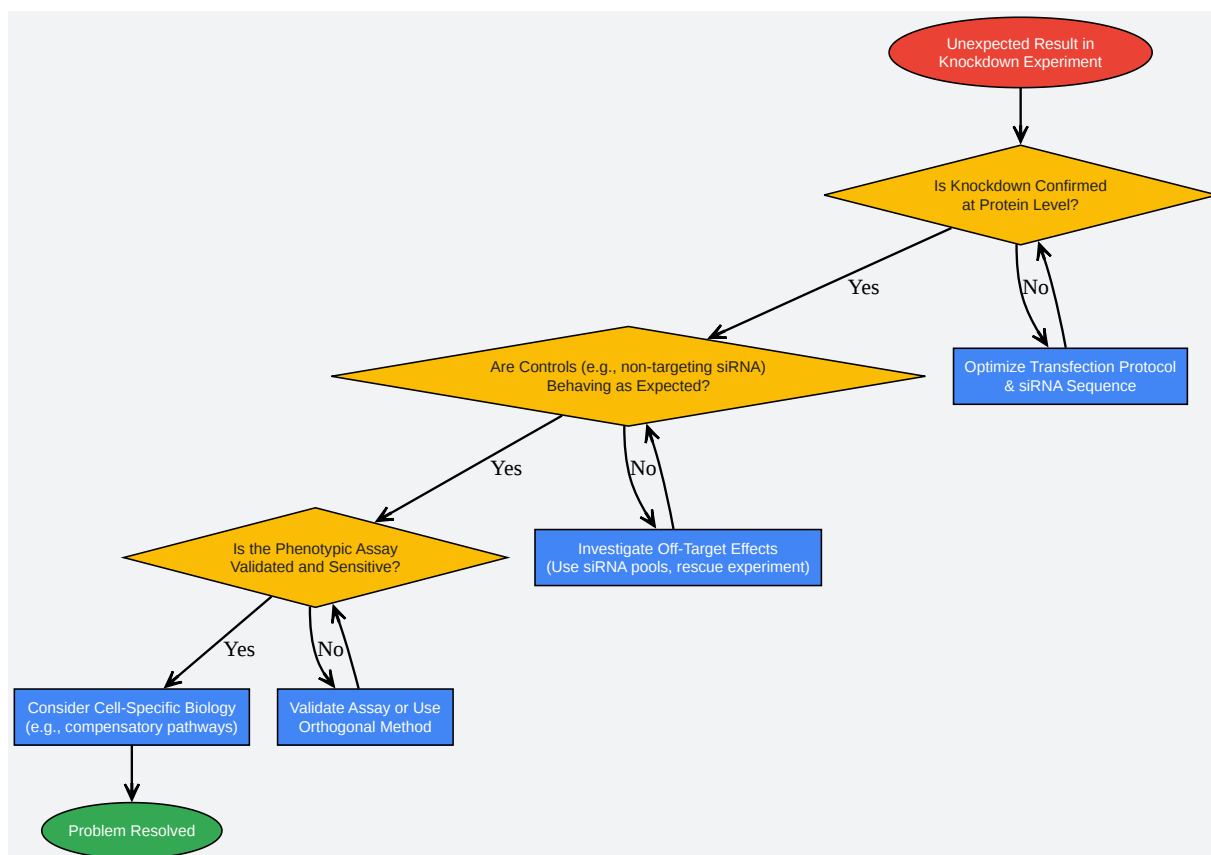 Unexpected Result in
Knockdown Experiment
Is Knockdown Confirmed
at Protein Level?
Yes
No
Optimize Transfection Protocol
& siRNA Sequence
Are Controls (e.g., non-targeting siRNA)
Behaving as Expected?
Yes
No
Investigate Off-Target Effects
(Use siRNA pools, rescue experiment)
Is the Phenotypic Assay
Validated and Sensitive?
Yes
No
Consider Cell-Specific Biology
(e.g., compensatory pathways)
Validate Assay or Use
Orthogonal Method
Problem Resolved